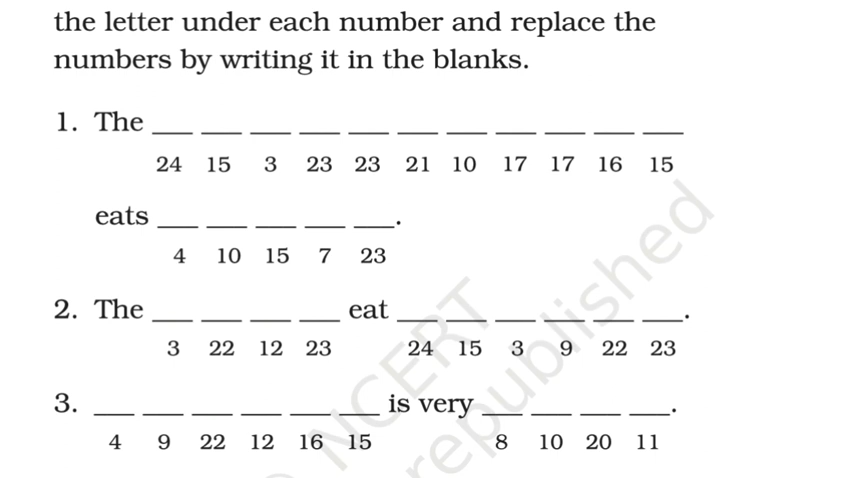 the letter under each number and replace the
numbers by writing it in the blanks.
1. The ___ ___ ___ ___ ___ ___ ___ ___ ___ ___ ___
24 15 3 23 23 21 10 17 17 16 15
eats ___ ___ ___ ___ ___.
4 10 15 7 23
2. The ___ ___ ___ ___ eat ___ ___ ___ ___ ___ ___.
3 22 12 23 24 15 3 9 22 23
3. ___ ___ ___ ___ ___ ___ is very ___ ___ ___ ___.
4 9 22 12 16 15 8 10 20 11
© NCERT
republished